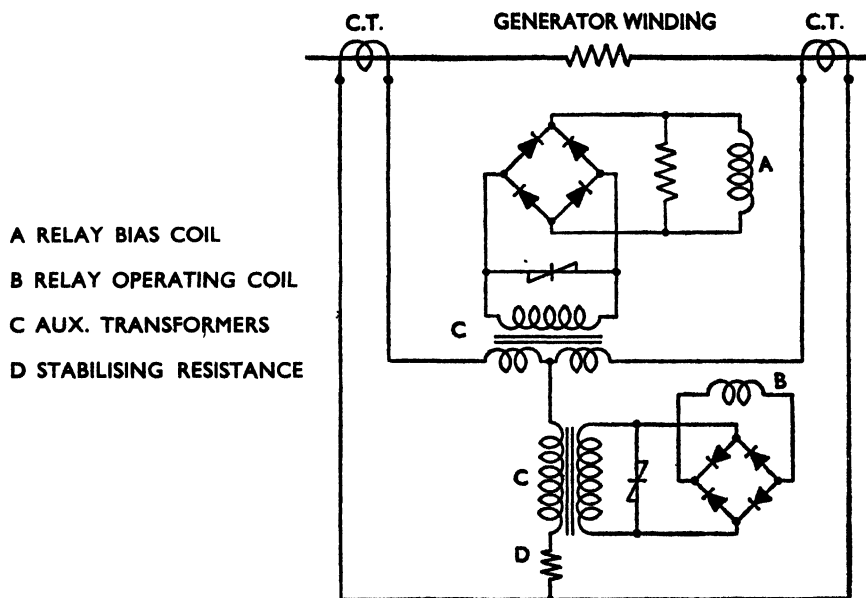 C.T.
GENERATOR WINDING
C.T.
A
A RELAY BIAS COIL
B RELAY OPERATING COIL
C AUX. TRANSFORMERS
D STABILISING RESISTANCE
C
B
C
D